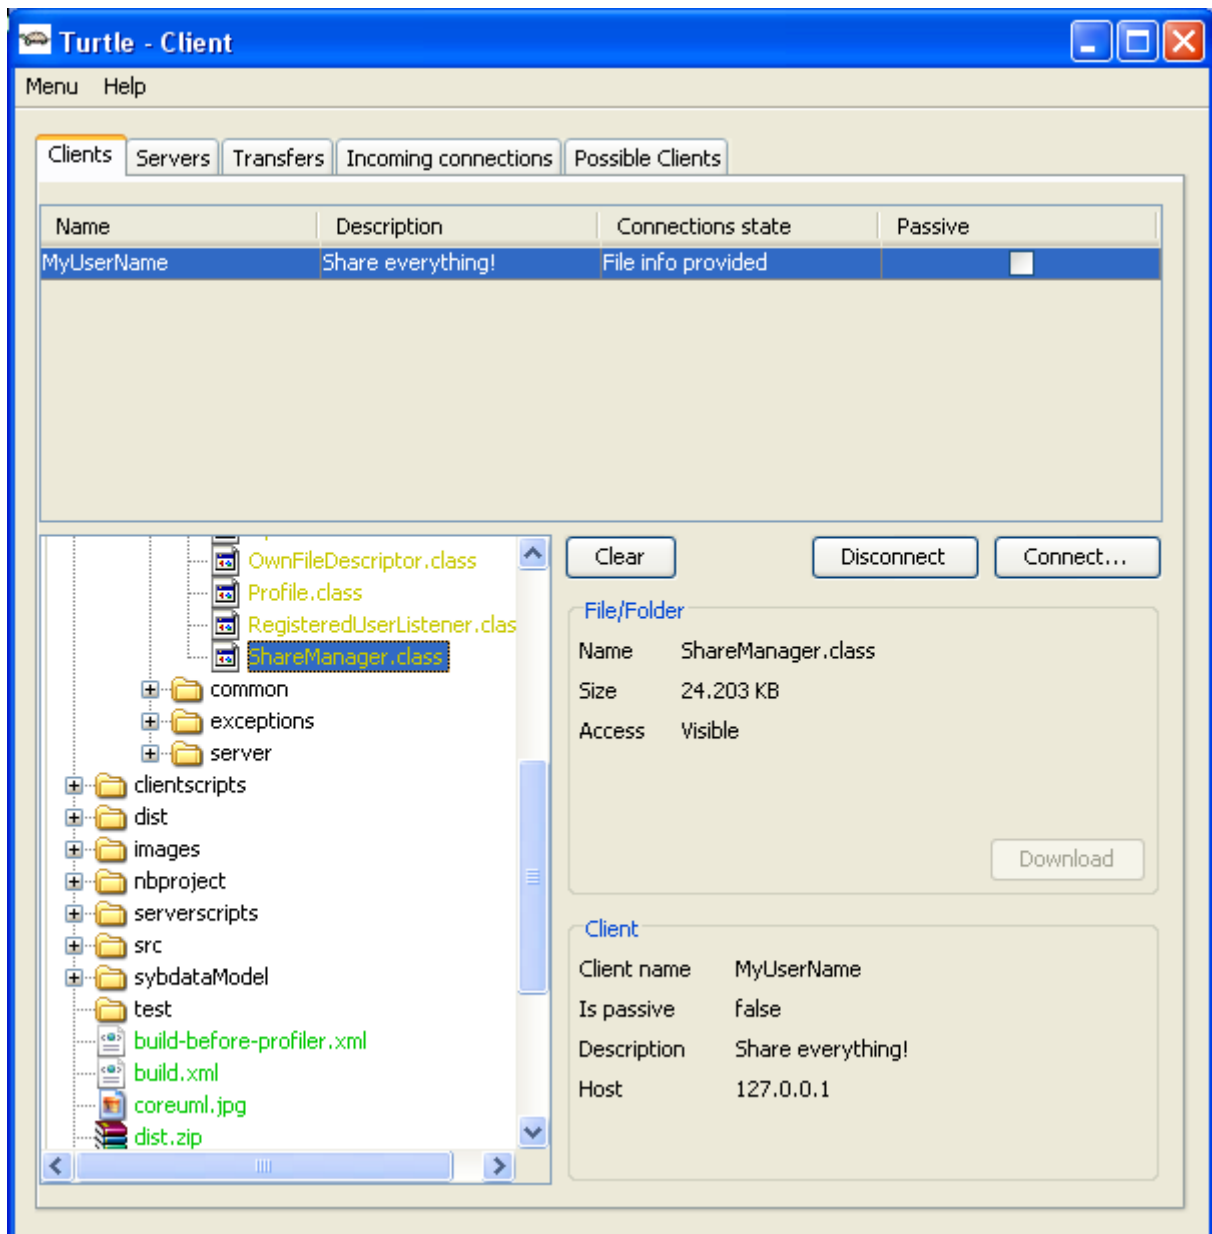 Turtle - Client
Menu Help
Clients Servers Transfers Incoming connections Possible Clients
Name Description Connections state Passive
MyUserName Share everything! File info provided
OwnFileDescriptor.class
Profile.class
RegisteredUserListener.clas
ShareManager.class
common
exceptions
server
clientscripts
dist
images
nbproject
serverscripts
src
sybdataModel
test
build-before-profiler.xml
build.xml
coreuml.jpg
dist.zip
Clear Disconnect Connect...
File/Folder
Name ShareManager.class
Size 24.203 KB
Access Visible
Download
Client
Client name MyUserName
Is passive false
Description Share everything!
Host 127.0.0.1